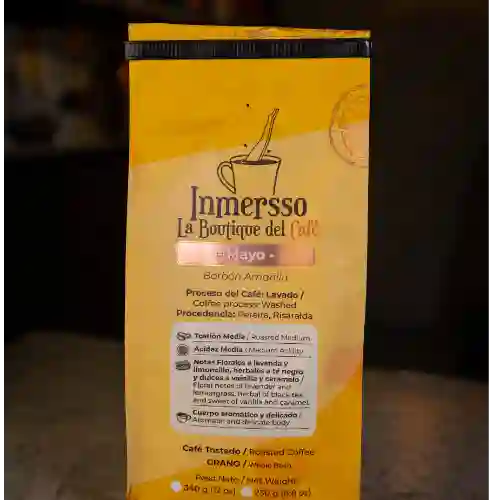 Inmersso
La Boutique del Café
Mayo
Borbón Amarillo
Proceso del Café: Lavado /
Coffee process: Washed
Procedencia: Pereira, Risaralda
Tostión Media / Roasted Medium
Acidez Media / Medium Acidity
Notas Florales a lavanda y
limoncillo, herbales a té negro
y dulces a vainilla y caramelo /
Floral notes of lavender and
lemongrass, herbal of black tea
and sweet of vanilla and caramel.
Cuerpo aromático y delicado /
Aromatic and delicate body
Café Tostado / Roasted Coffee
GRANO / Whole Bean
Peso Neto / Net Weight:
340 g (12 oz) 250 g (8.8 oz)